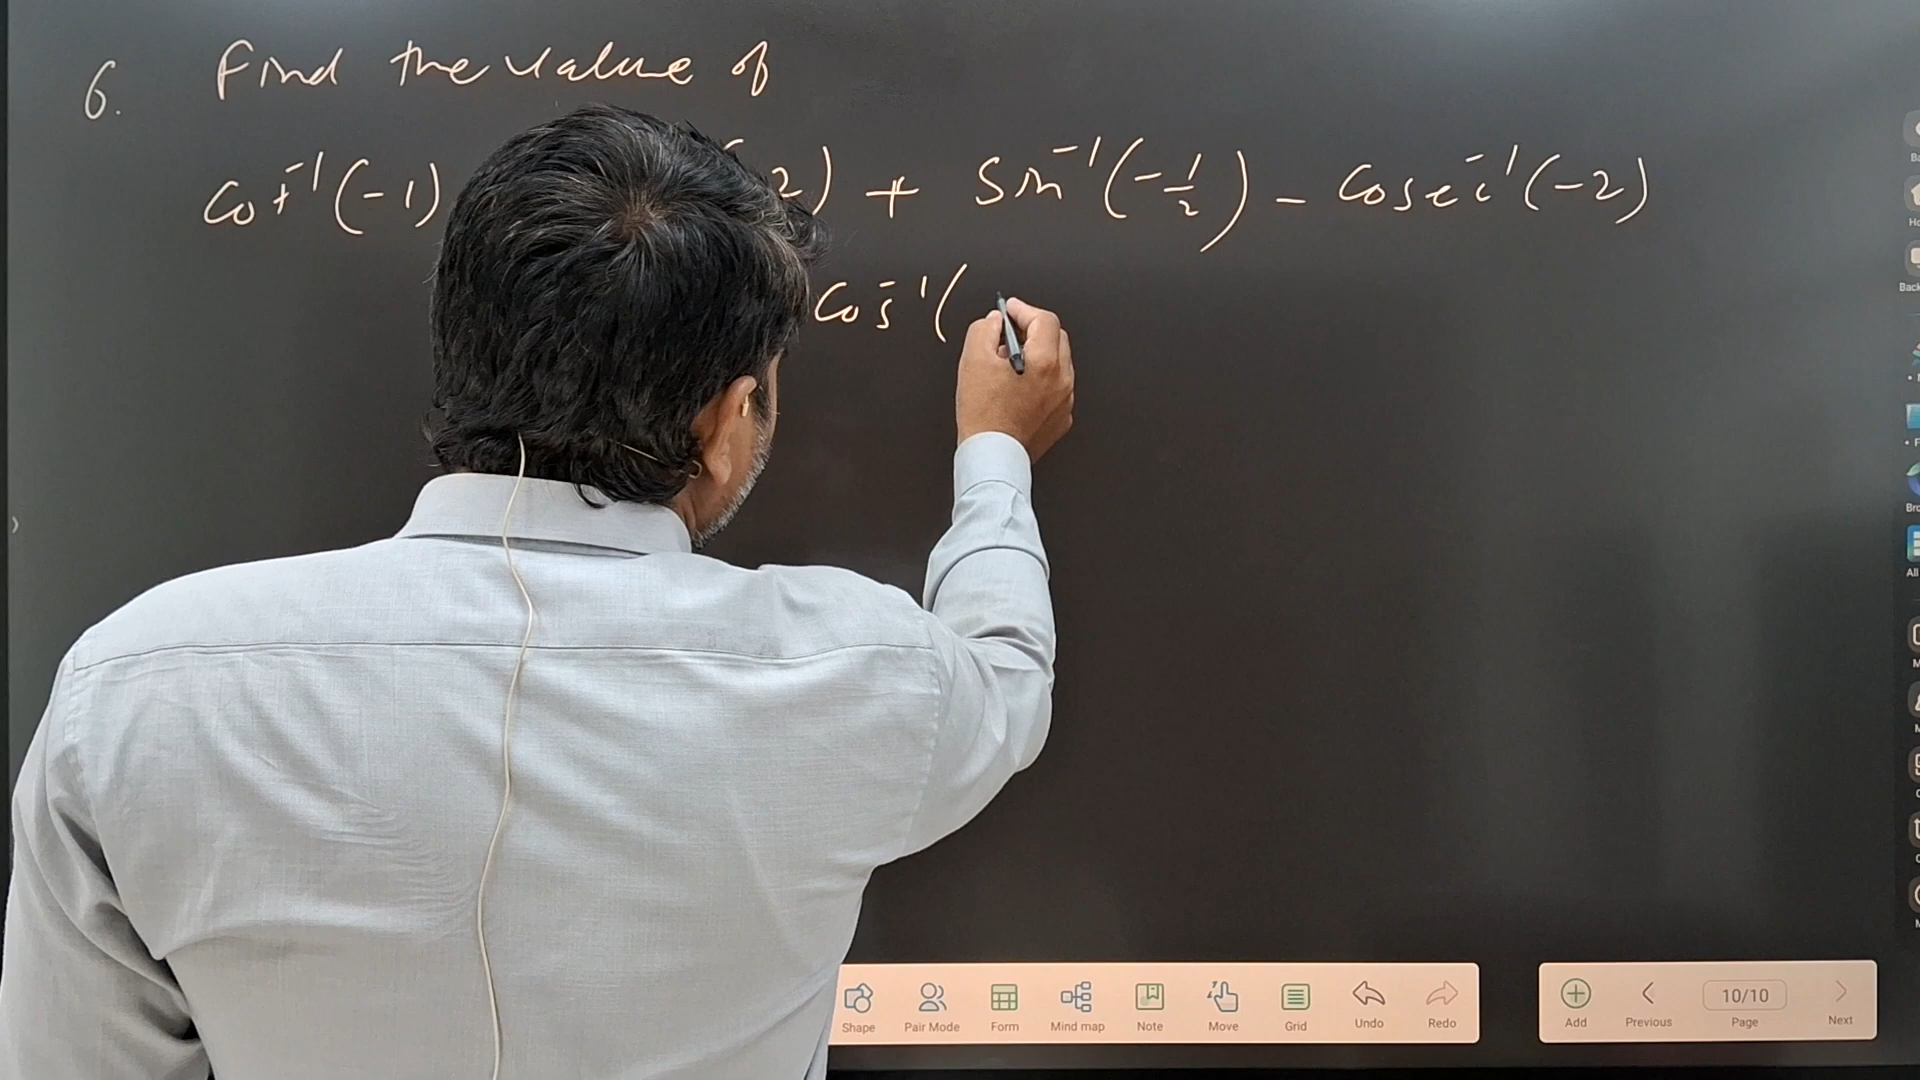 6. Find the value of
cot⁻¹(-1) 2) + sin⁻¹(-1/2) - cosec⁻¹(-2)
cos⁻¹(
Shape Pair Mode Form Mind map Note Move Grid Undo Redo
Add Previous 10/10 Page Next